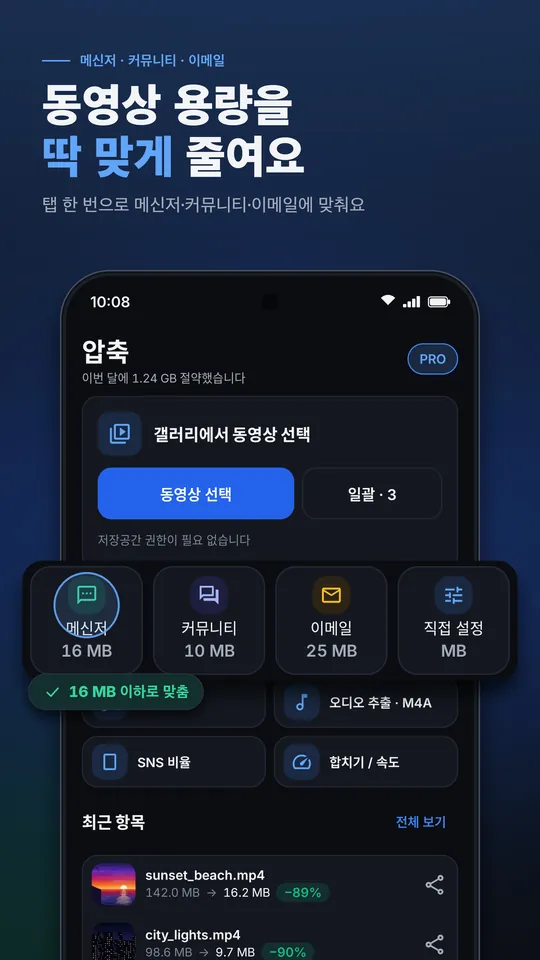 메신저 · 커뮤니티 · 이메일
동영상 용량을
딱 맞게 줄여요
탭 한 번으로 메신저·커뮤니티·이메일에 맞춰요
10:08
압축
이번 달에 1.24 GB 절약했습니다
PRO
갤러리에서 동영상 선택
동영상 선택
일괄 · 3
저장공간 권한이 필요 없습니다
메신저
16 MB
커뮤니티
10 MB
이메일
25 MB
직접 설정
MB
16 MB 이하로 맞춤
오디오 추출 · M4A
SNS 비율
합치기 / 속도
최근 항목
전체 보기
sunset_beach.mp4
142.0 MB → 16.2 MB −89%
city_lights.mp4
98.6 MB → 9.7 MB −90%